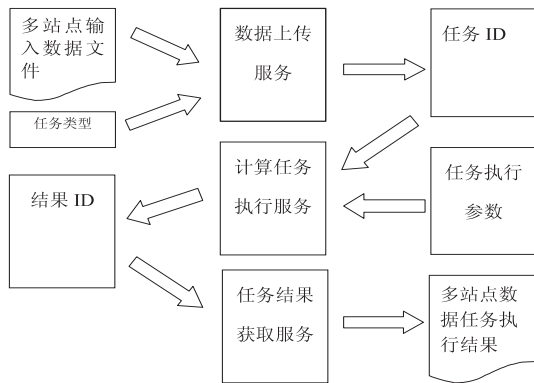 多站点输
入数据文
件
数据上传
服务
任务 ID
任务类型
结果 ID
计算任务
执行服务
任务执行
参数
任务结果
获取服务
多站点数
据任务执
行结果